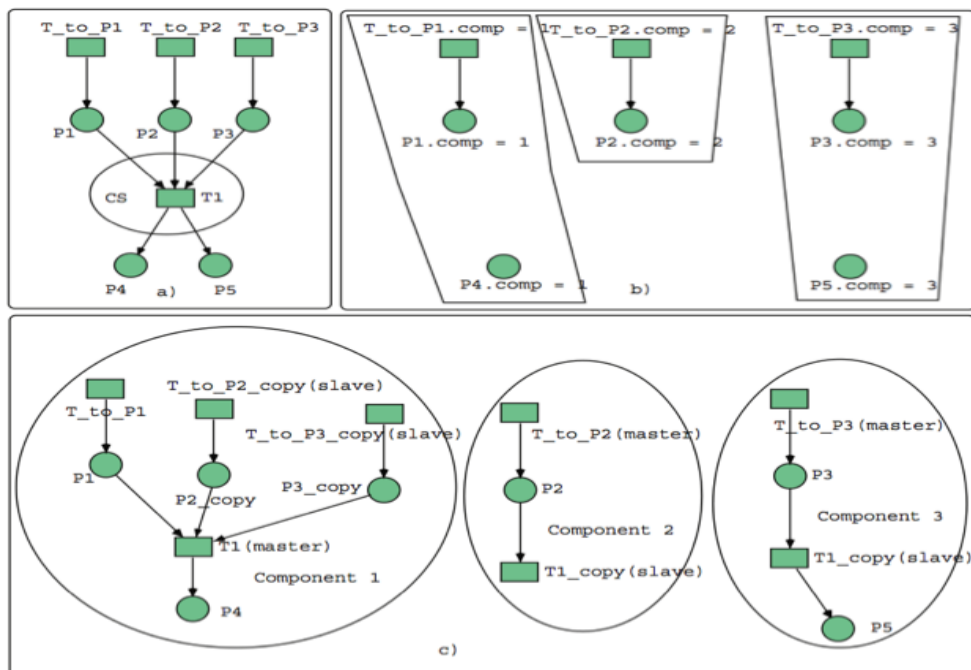 T_to_P1 T_to_P2 T_to_P3
P1 P2 P3
CS T1
P4 P5
a)
T_to_P1.comp = 1 T_to_P2.comp = 2 T_to_P3.comp = 3
P1.comp = 1 P2.comp = 2 P3.comp = 3
P4.comp = 1 P5.comp = 3
b)
T_to_P2_copy(slave)
T_to_P1
T_to_P3_copy(slave)
P1
P2_copy
P3_copy
T1(master)
Component 1
P4
T_to_P2(master)
P2
Component 2
T1_copy(slave)
T_to_P3(master)
P3
Component 3
T1_copy(slave)
P5
c)